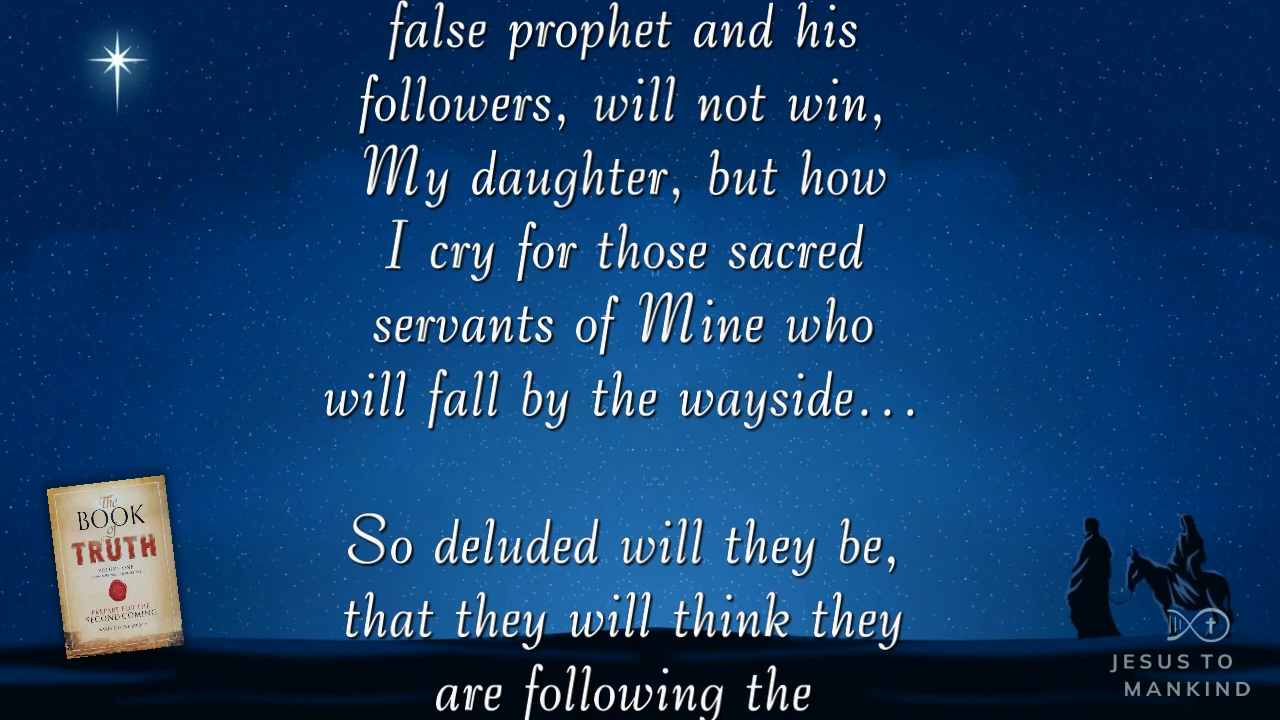 false prophet and his
followers, will not win,
My daughter, but how
I cry for those sacred
servants of Mine who
will fall by the wayside...
So deluded will they be,
that they will think they
are following the
The
BOOK
of
TRUTH
VOLUME ONE
PREPARE FOR THE
SECOND COMING
JESUS TO
MANKIND